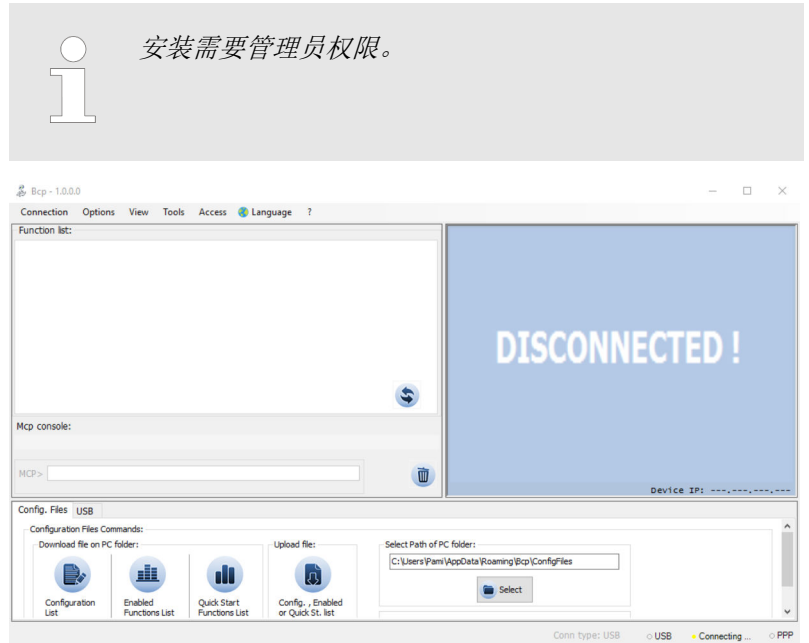 安装需要管理员权限。
Bcp - 1.0.0.0
Connection Options View Tools Access Language ?
Function list:
DISCONNECTED !
Mcp console:
MCP>
Device IP: ---.---.---.---
Config. Files USB
Configuration Files Commands:
Download file on PC folder:
Upload file:
Select Path of PC folder:
C:\Users\Pami\AppData\Roaming\Bcp\ConfigFiles
Select
Configuration
List
Enabled
Functions List
Quick Start
Functions List
Config. , Enabled
or Quick St. list
Conn type: USB USB Connecting ... PPP